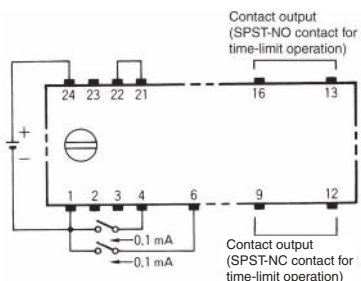 Contact output
(SPST-NO contact for
time-limit operation)
24 23 22 21 16 13
+
−
1 2 3 4 6 9 12
0.1 mA
0.1 mA
Contact output
(SPST-NC contact for
time-limit operation)